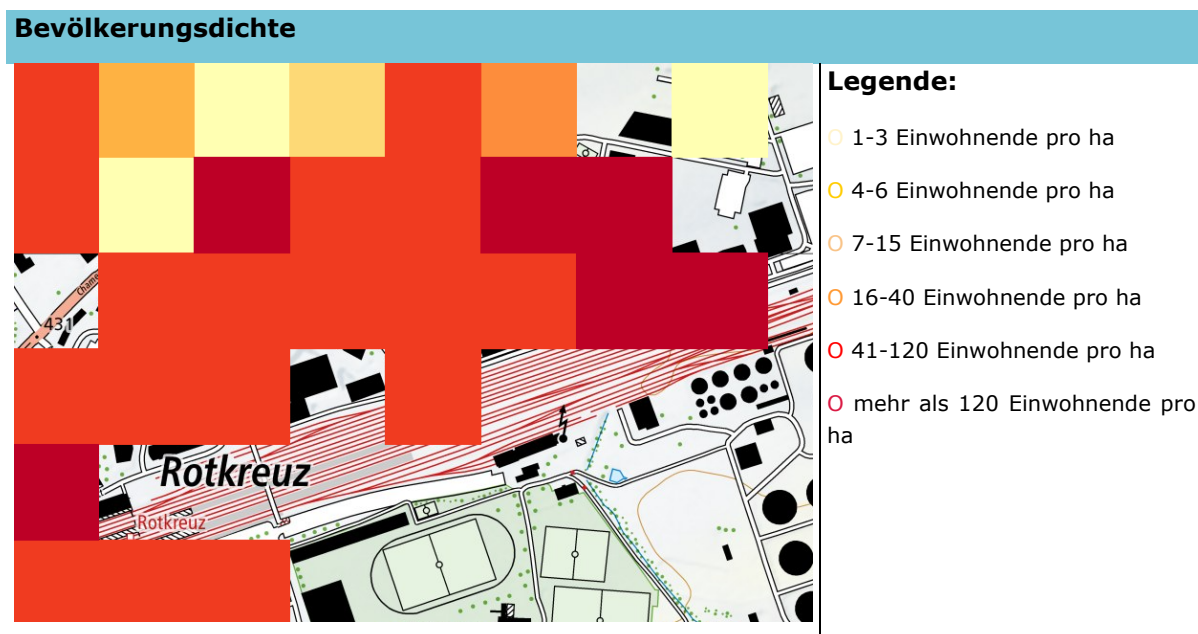 Bevölkerungsdichte
Legende:
O 1-3 Einwohnende pro ha
O 4-6 Einwohnende pro ha
O 7-15 Einwohnende pro ha
O 16-40 Einwohnende pro ha
O 41-120 Einwohnende pro ha
O mehr als 120 Einwohnende pro
ha
Chame
431
Rotkreuz
Rotkreuz